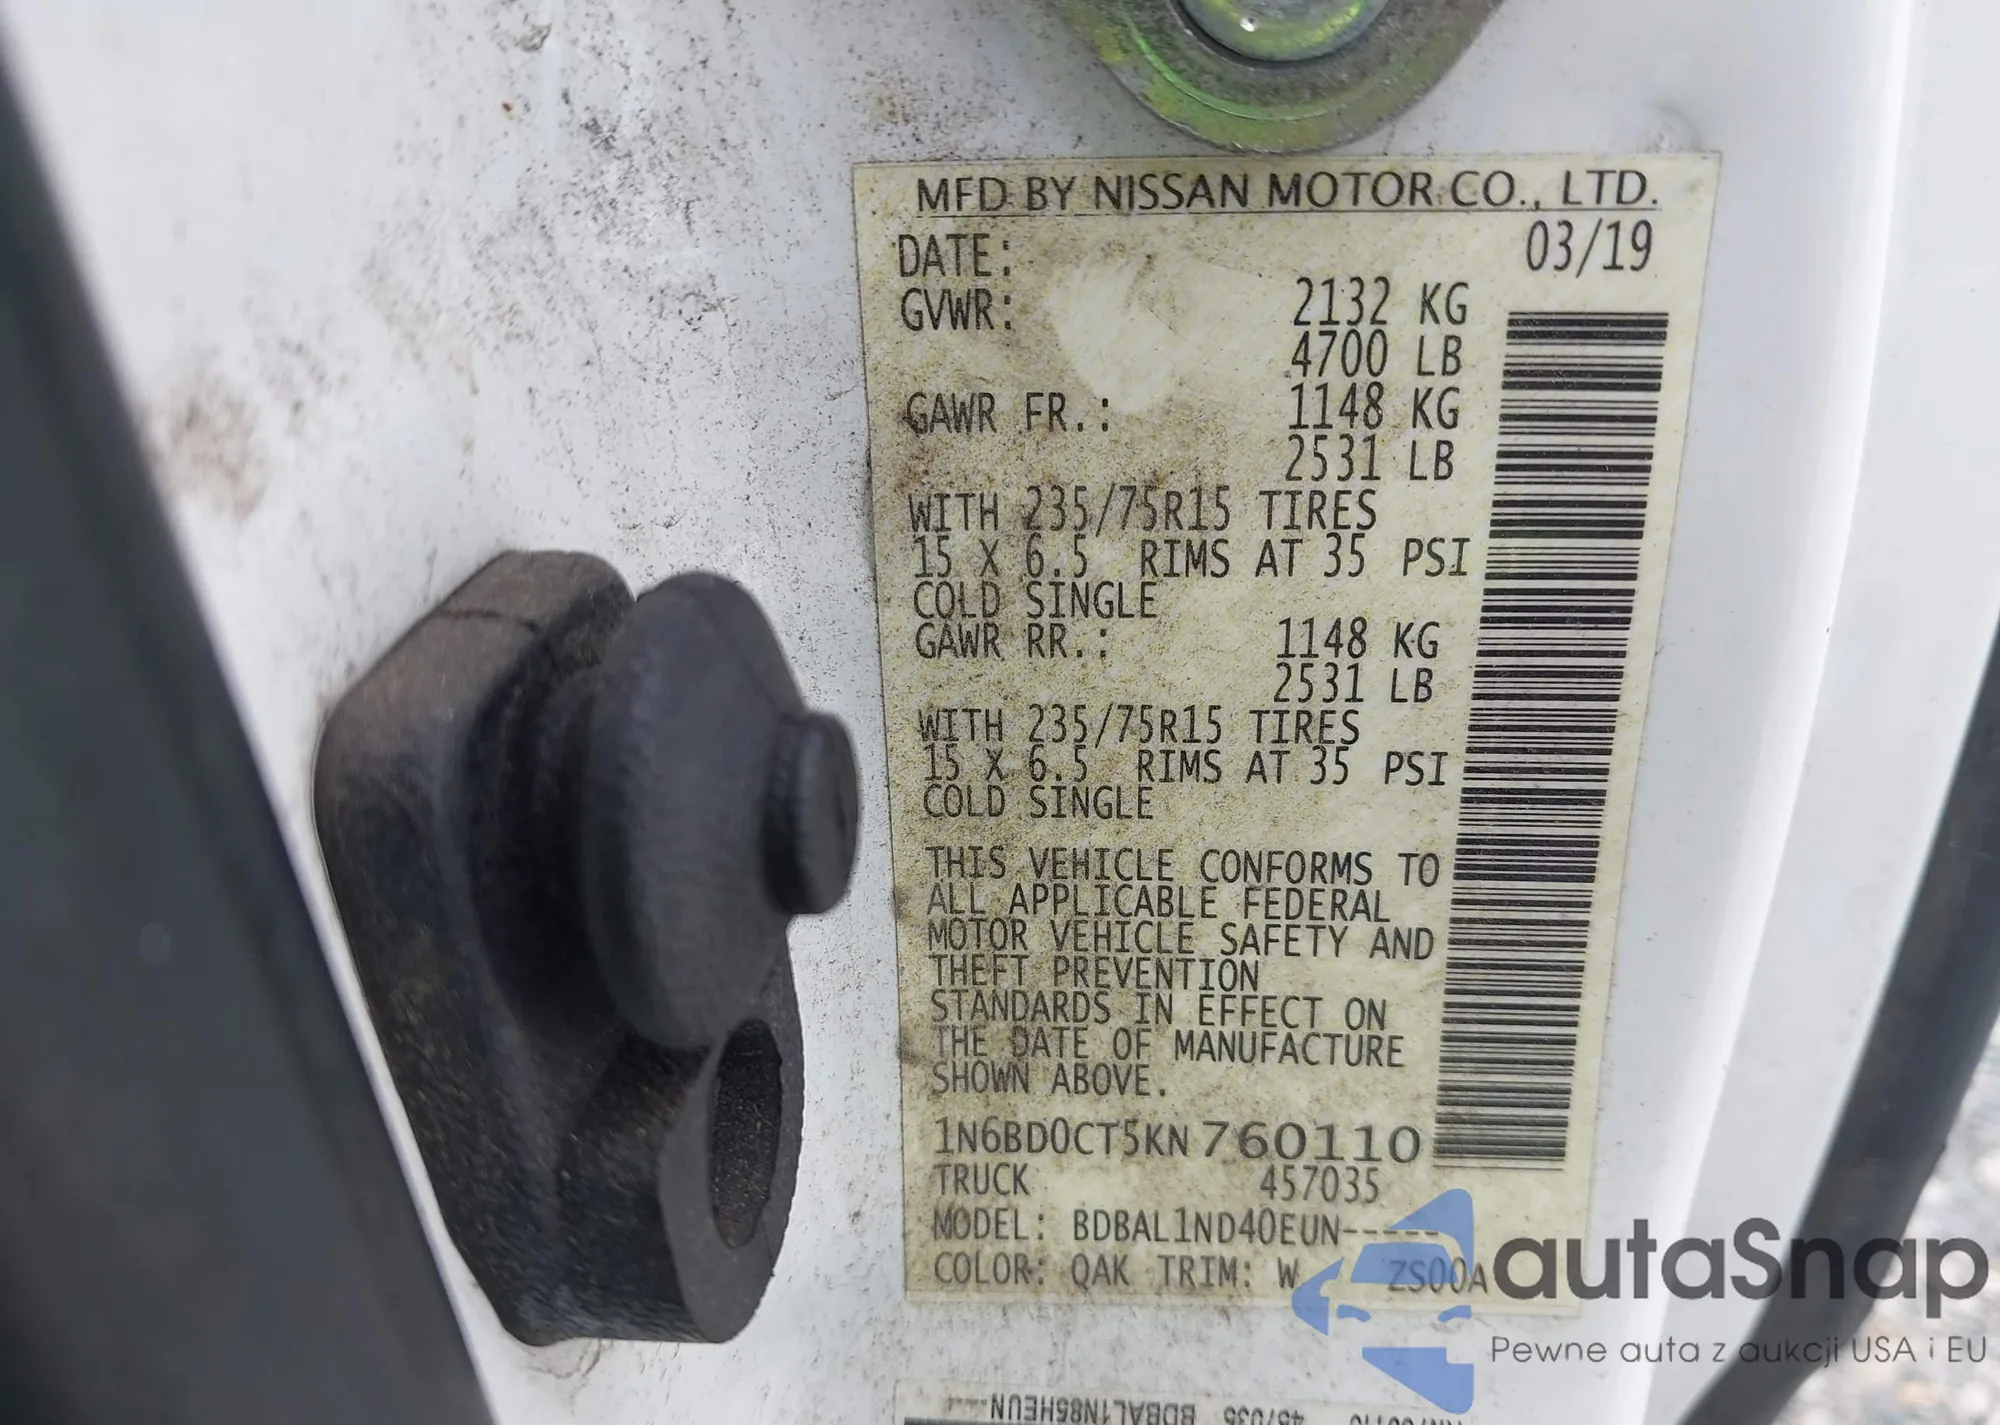 MFD BY NISSAN MOTOR CO., LTD.
DATE: 03/19
GVWR: 2132 KG
4700 LB
GAWR FR.: 1148 KG
2531 LB
WITH 235/75R15 TIRES
15 X 6.5 RIMS AT 35 PSI
COLD SINGLE
GAWR RR.: 1148 KG
2531 LB
WITH 235/75R15 TIRES
15 X 6.5 RIMS AT 35 PSI
COLD SINGLE
THIS VEHICLE CONFORMS TO
ALL APPLICABLE FEDERAL
MOTOR VEHICLE SAFETY AND
THEFT PREVENTION
STANDARDS IN EFFECT ON
THE DATE OF MANUFACTURE
SHOWN ABOVE.
1N6BD0CT5KN760110
TRUCK 457035
MODEL: BDBAL1ND40EUN-----
COLOR: QAK TRIM: W ZS00A
autaSnap
Pewne auta z aukcji USA i EU
457035 BDBAL1N85HEUN